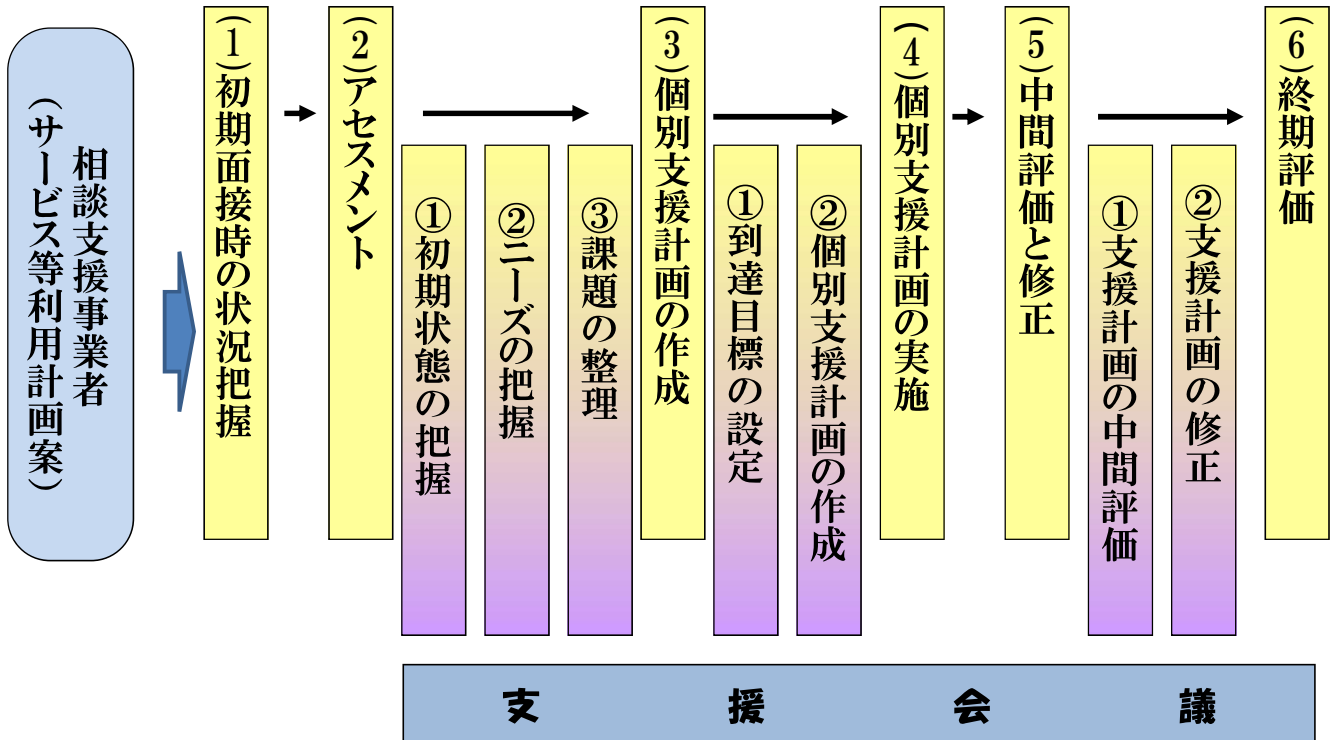 相談支援事業者
(サービス等利用計画案)
(1)初期面接時の状況把握
(2)アセスメント
①初期状態の把握
②ニーズの把握
③課題の整理
(3)個別支援計画の作成
①到達目標の設定
②個別支援計画の作成
(4)個別支援計画の実施
(5)中間評価と修正
①支援計画の中間評価
②支援計画の修正
(6)終期評価
支援会議